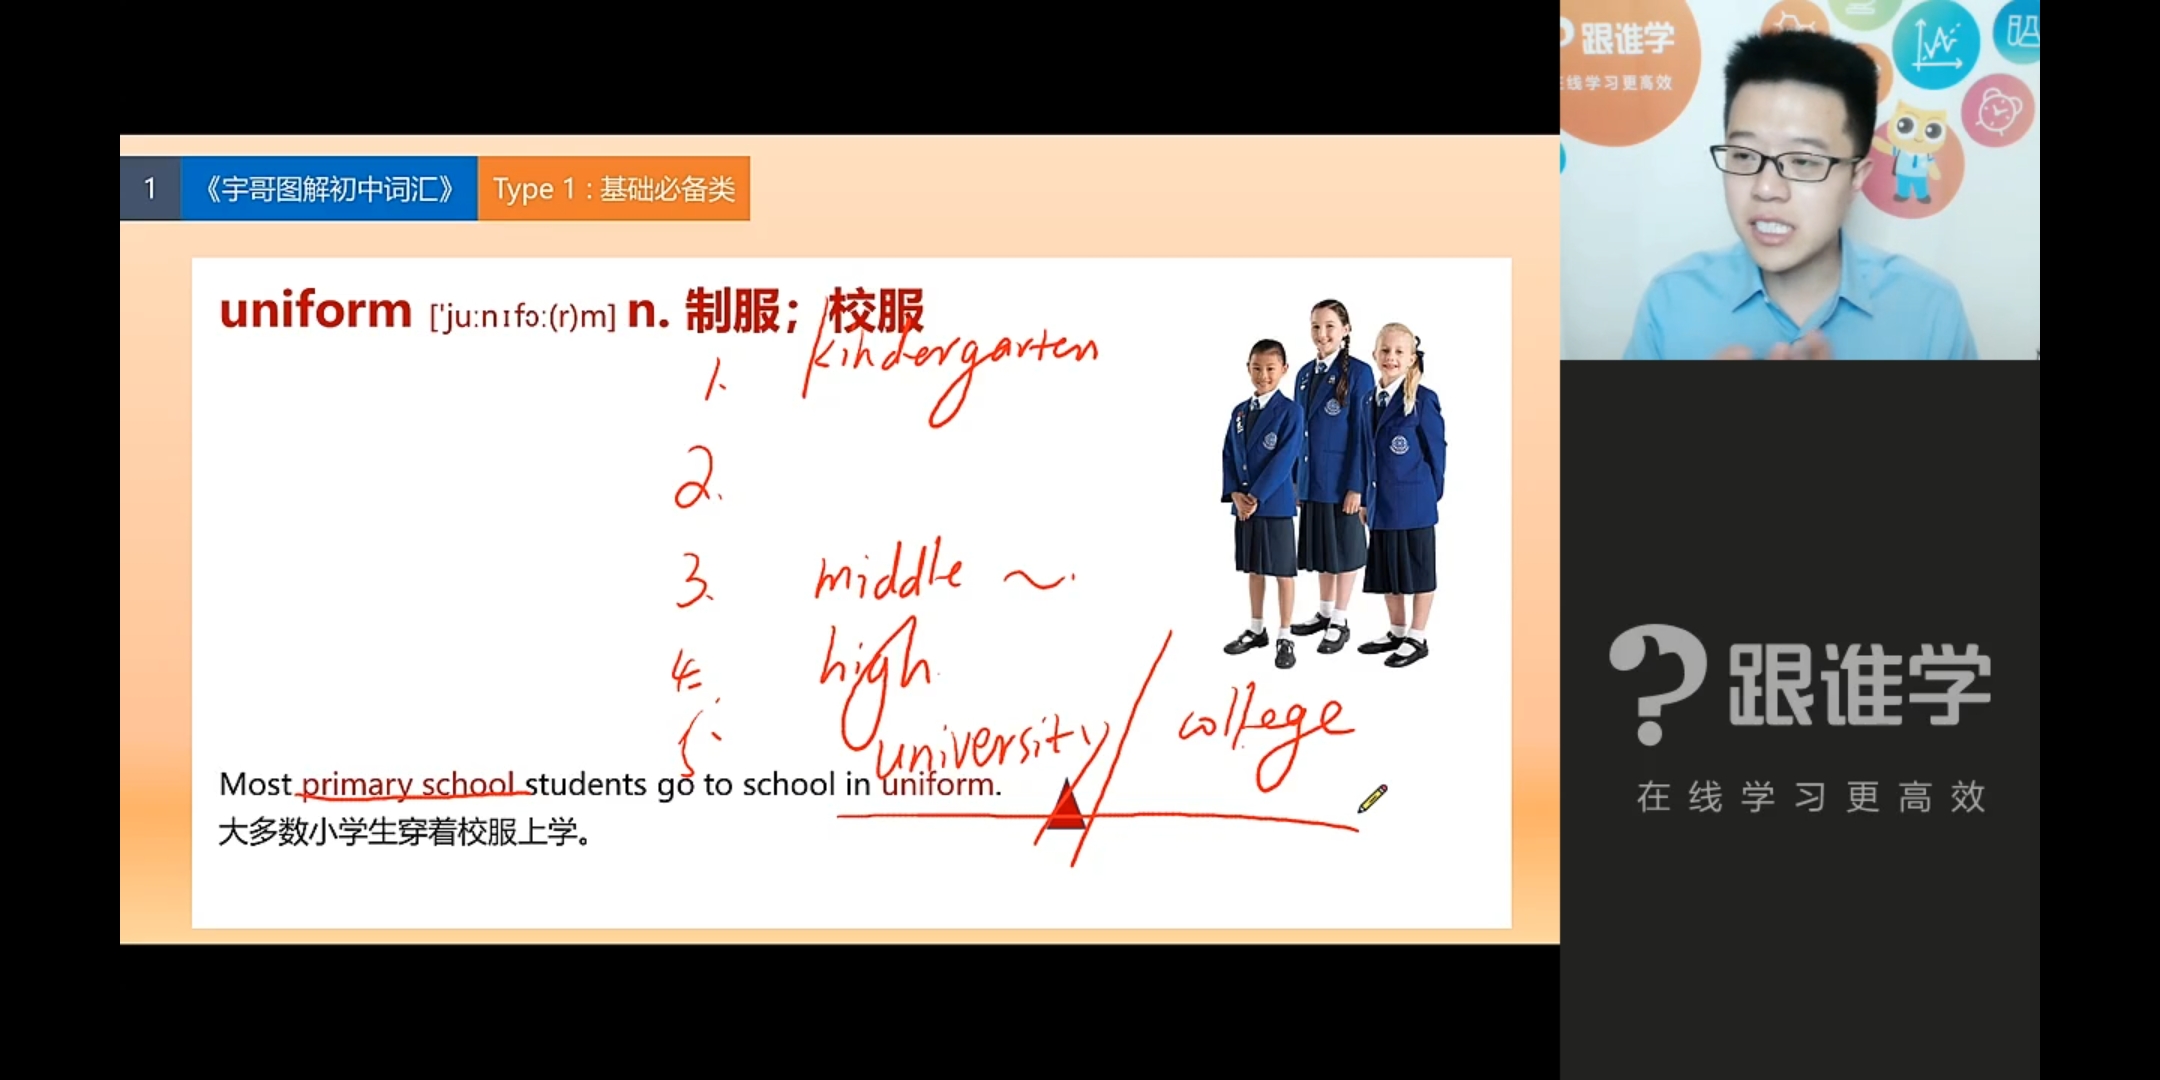 跟谁学
在线学习更高效
1 《宇哥图解初中词汇》 Type 1 : 基础必备类
uniform ['ju:nɪfɔ:(r)m] n. 制服；校服
1. kindergarten
2.
3. middle ~.
4. high.
5. university / college
Most primary school students go to school in uniform.
大多数小学生穿着校服上学。
跟谁学
在线学习更高效